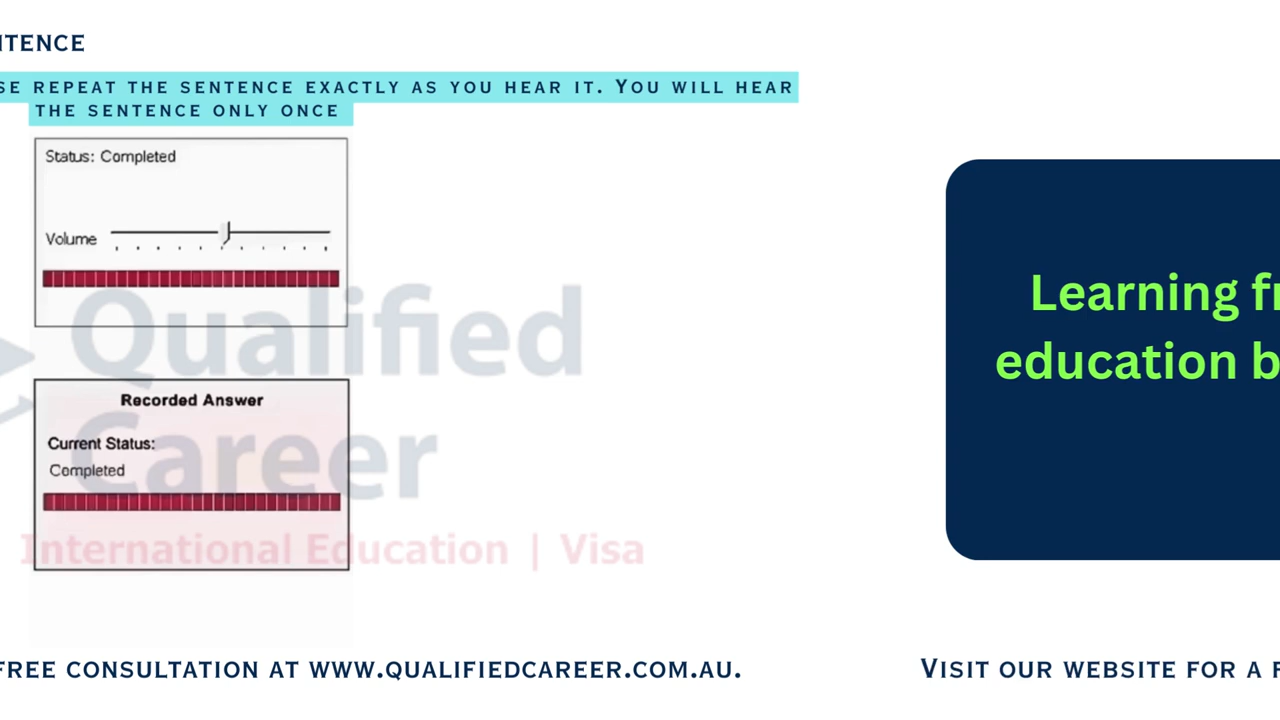 NTENCE
SE REPEAT THE SENTENCE EXACTLY AS YOU HEAR IT. YOU WILL HEAR
THE SENTENCE ONLY ONCE
Status: Completed
Volume
Qualified
Career
International Education | Visa
Recorded Answer
Current Status:
Completed
FREE CONSULTATION AT WWW.QUALIFIEDCAREER.COM.AU.
Learning fr
education b
VISIT OUR WEBSITE FOR A F